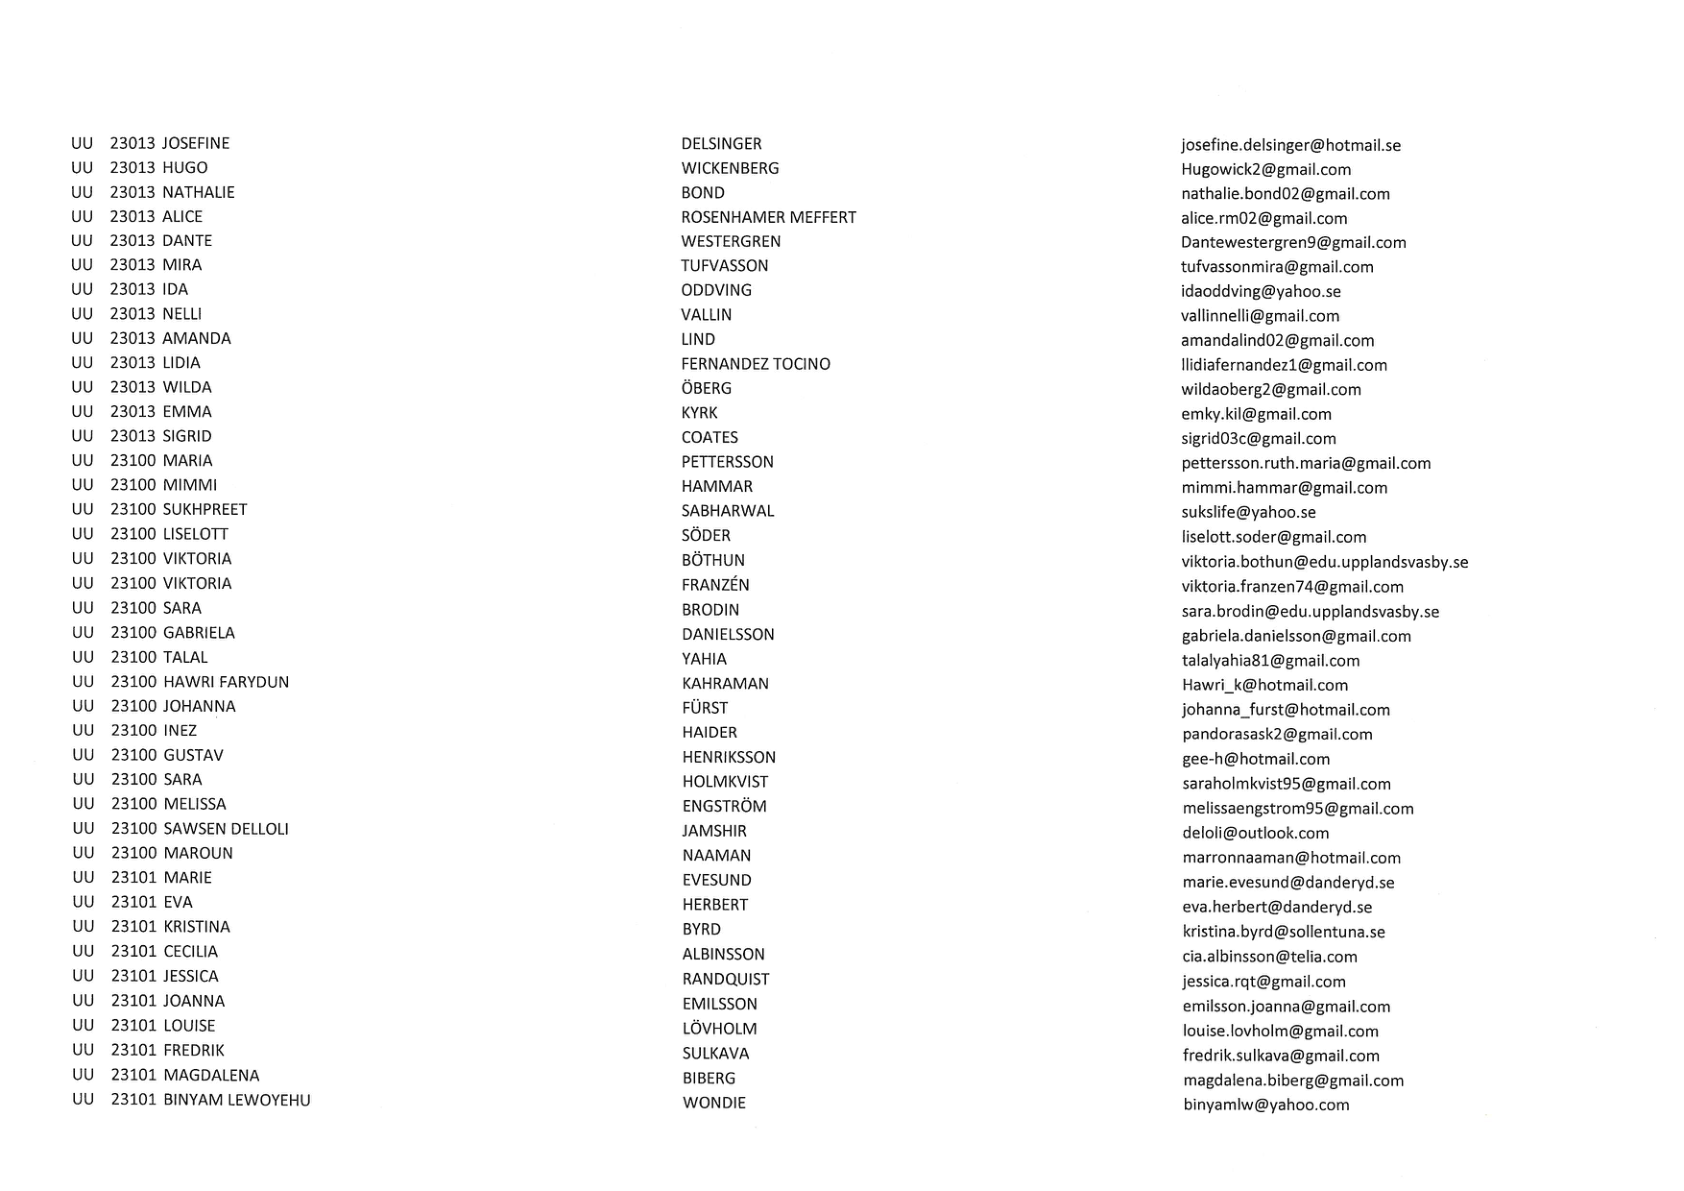 UU 23013 JOSEFINE DELSINGER josefine.delsinger@hotmail.se
UU 23013 HUGO WICKENBERG Hugowick2@gmail.com
UU 23013 NATHALIE BOND nathalie.bond02@gmail.com
UU 23013 ALICE ROSENHAMER MEFFERT alice.rm02@gmail.com
UU 23013 DANTE WESTERGREN Dantewestergren9@gmail.com
UU 23013 MIRA TUFVASSON tufvassonmira@gmail.com
UU 23013 IDA ODDVING idaoddving@yahoo.se
UU 23013 NELLI VALLIN vallinnelli@gmail.com
UU 23013 AMANDA LIND amandalind02@gmail.com
UU 23013 LIDIA FERNANDEZ TOCINO llidiafernandez1@gmail.com
UU 23013 WILDA ÖBERG wildaoberg2@gmail.com
UU 23013 EMMA KYRK emky.kil@gmail.com
UU 23013 SIGRID COATES sigrid03c@gmail.com
UU 23100 MARIA PETTERSSON pettersson.ruth.maria@gmail.com
UU 23100 MIMMI HAMMAR mimmi.hammar@gmail.com
UU 23100 SUKHPREET SABHARWAL sukslife@yahoo.se
UU 23100 LISELOTT SÖDER liselott.soder@gmail.com
UU 23100 VIKTORIA BÖTHUN viktoria.bothun@edu.upplandsvasby.se
UU 23100 VIKTORIA FRANZÉN viktoria.franzen74@gmail.com
UU 23100 SARA BRODIN sara.brodin@edu.upplandsvasby.se
UU 23100 GABRIELA DANIELSSON gabriela.danielsson@gmail.com
UU 23100 TALAL YAHIA talalyahia81@gmail.com
UU 23100 HAWRI FARYDUN KAHRAMAN Hawri_k@hotmail.com
UU 23100 JOHANNA FÜRST johanna_furst@hotmail.com
UU 23100 INEZ HAIDER pandorasask2@gmail.com
UU 23100 GUSTAV HENRIKSSON gee-h@hotmail.com
UU 23100 SARA HOLMKVIST saraholmkvist95@gmail.com
UU 23100 MELISSA ENGSTRÖM melissaengstrom95@gmail.com
UU 23100 SAWSEN DELLOLI JAMSHIR deloli@outlook.com
UU 23100 MAROUN NAAMAN marronnaaman@hotmail.com
UU 23101 MARIE EVESUND marie.evesund@danderyd.se
UU 23101 EVA HERBERT eva.herbert@danderyd.se
UU 23101 KRISTINA BYRD kristina.byrd@sollentuna.se
UU 23101 CECILIA ALBINSSON cia.albinsson@telia.com
UU 23101 JESSICA RANDQUIST jessica.rqt@gmail.com
UU 23101 JOANNA EMILSSON emilsson.joanna@gmail.com
UU 23101 LOUISE LÖVHOLM louise.lovholm@gmail.com
UU 23101 FREDRIK SULKAVA fredrik.sulkava@gmail.com
UU 23101 MAGDALENA BIBERG magdalena.biberg@gmail.com
UU 23101 BINYAM LEWOYEHU WONDIE binyamlw@yahoo.com